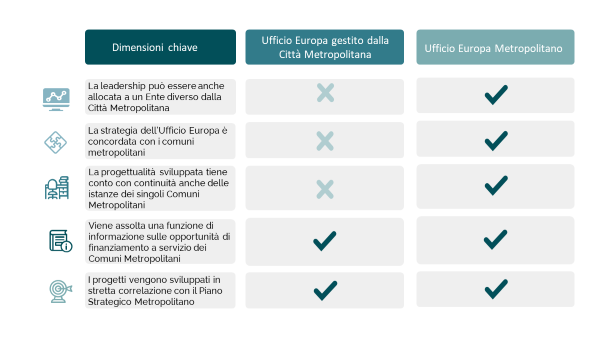 Dimensioni chiave
Ufficio Europa gestito dalla
Città Metropolitana
Ufficio Europa Metropolitano
La leadership può essere anche
allocata a un Ente diverso dalla
Città Metropolitana
La strategia dell'Ufficio Europa è
concordata con i comuni
metropolitani
La progettualità sviluppata tiene
conto con continuità anche delle
istanze dei singoli Comuni
Metropolitani
Viene assolta una funzione di
informazione sulle opportunità di
finanziamento a servizio dei
Comuni Metropolitani
I progetti vengono sviluppati in
stretta correlazione con il Piano
Strategico Metropolitano